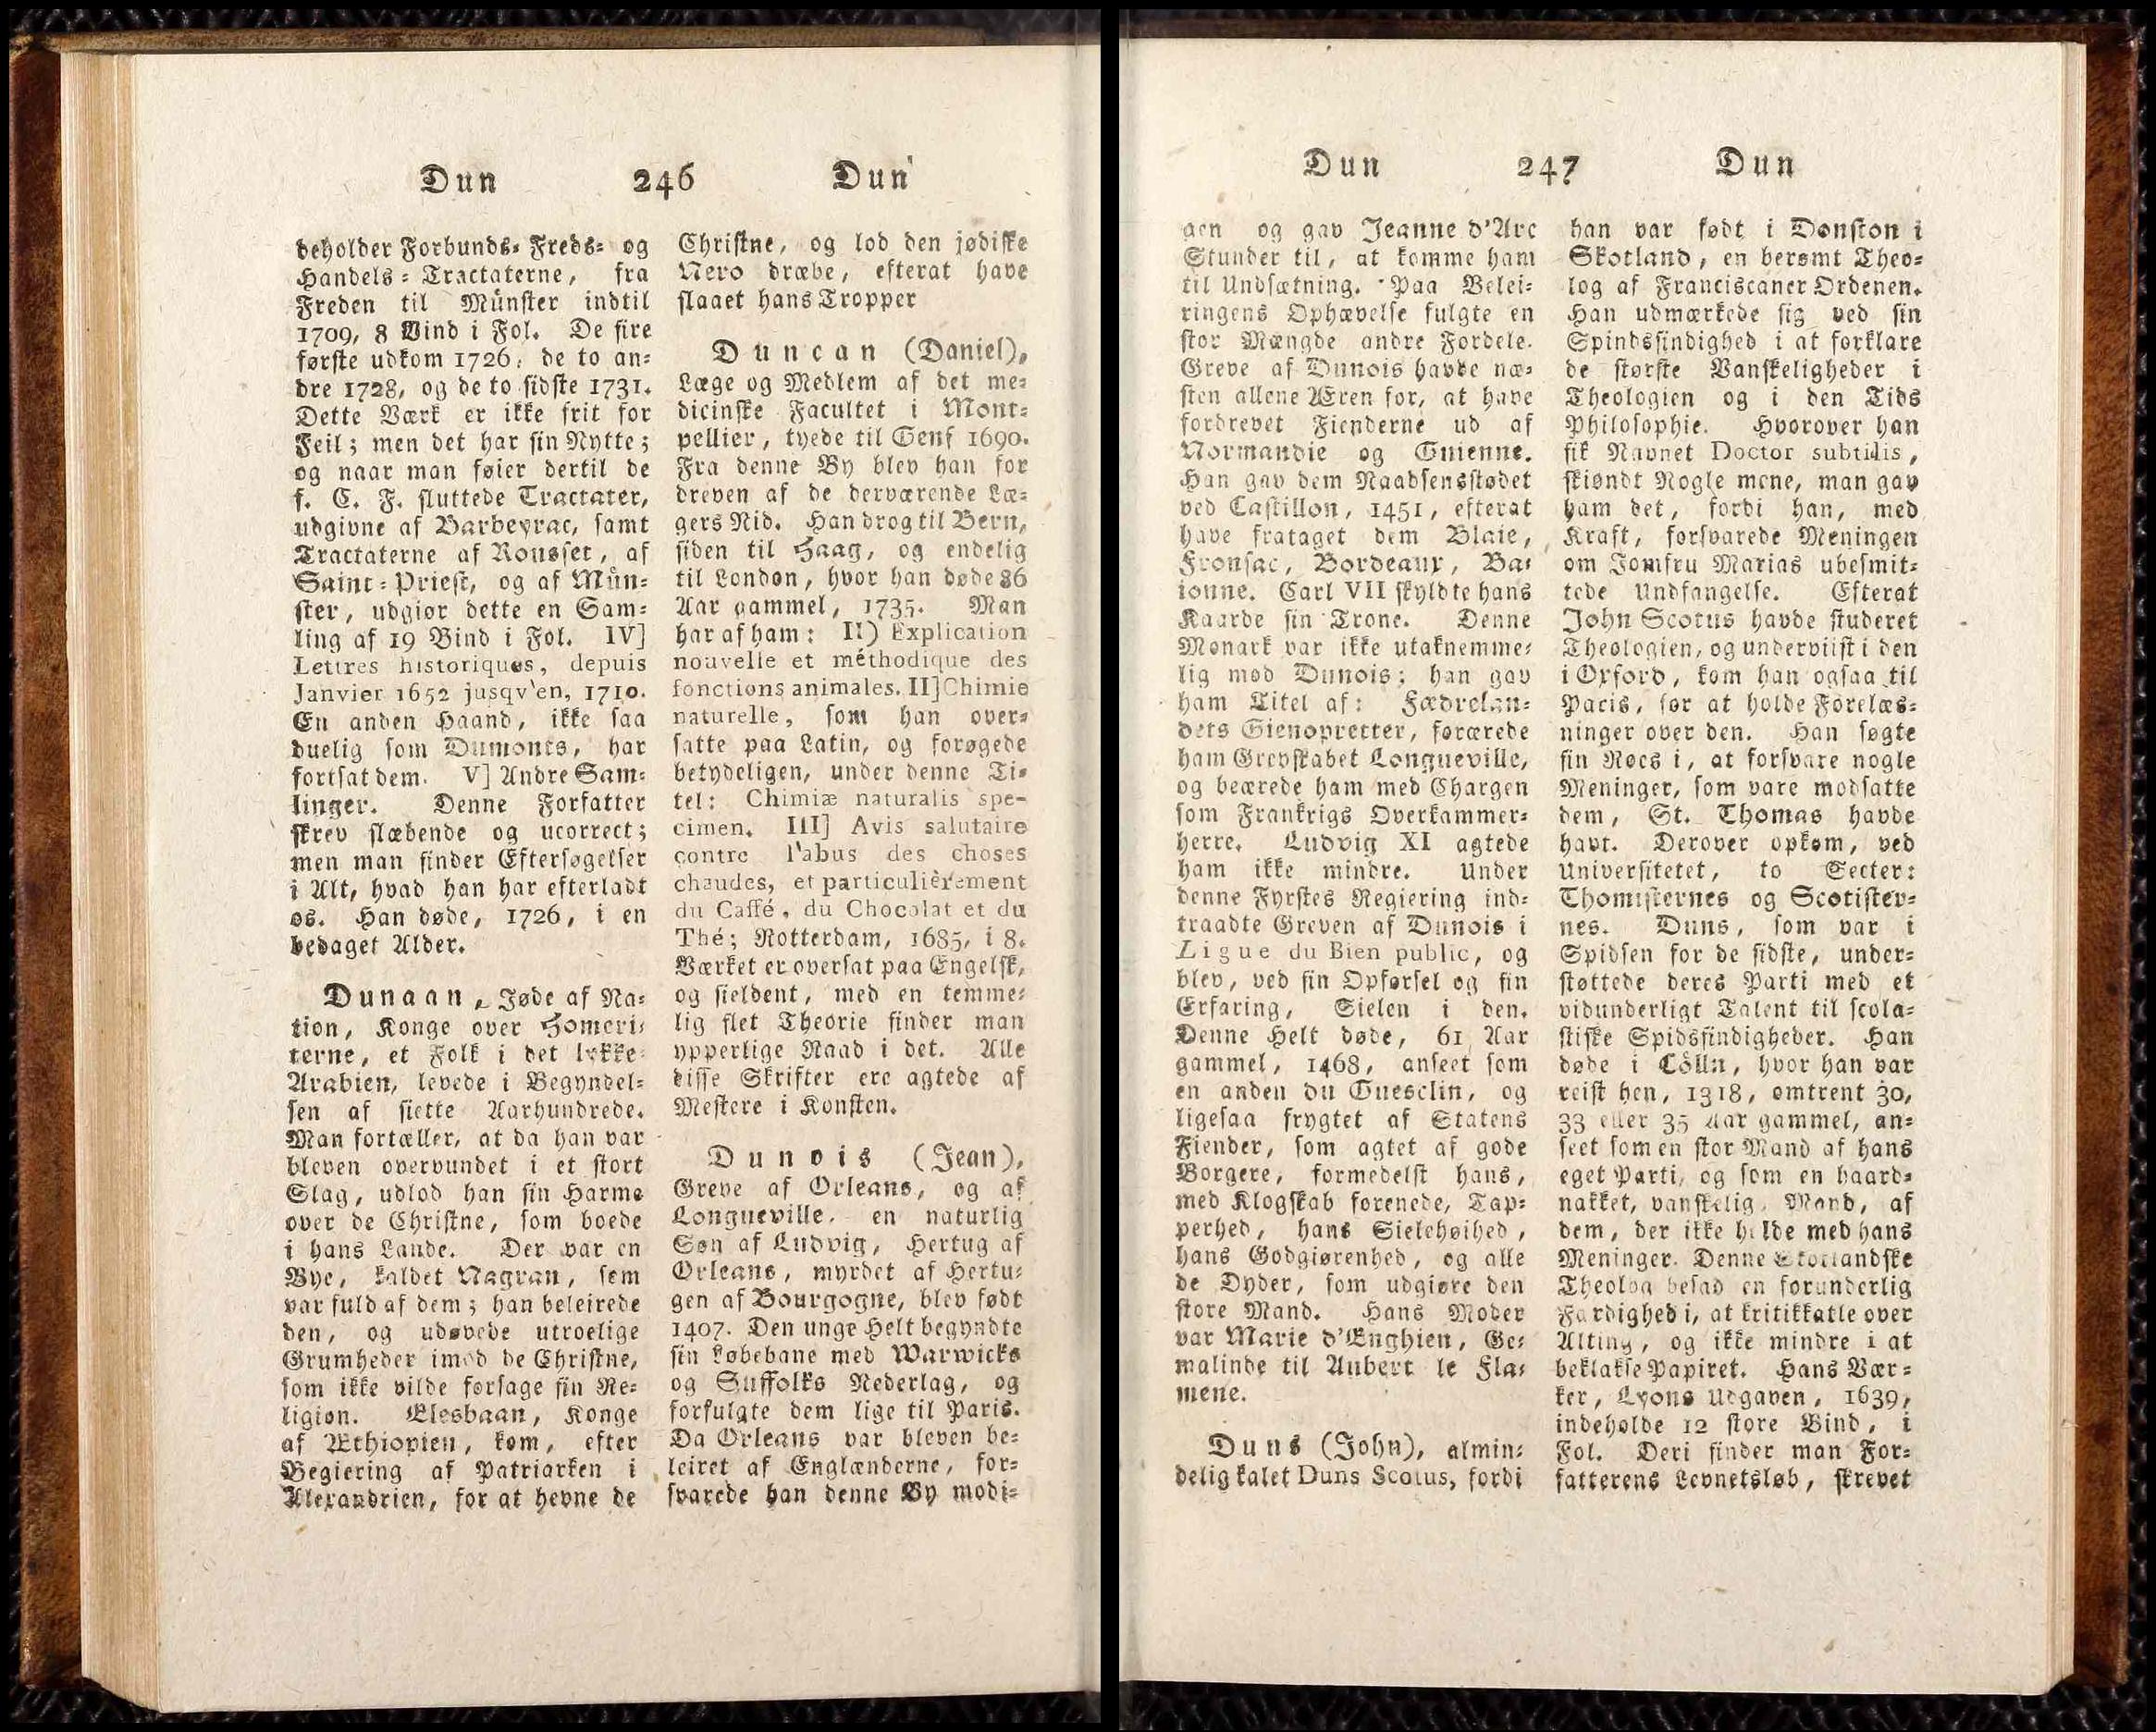 Dun 246 Dun
beholder Forbunds- Freds- og
Handels-Tractaterne, fra
Freden til Münster indtil
1709, 8 Bind i Fol. De fire
første udkom 1726, de to an-
dre 1728, og de to sidste 1731.
Dette Værk er ikke frit for
Feil; men det har sin Nytte;
og naar man føier dertil de
f. C. F. sluttede Tractater,
udgivne af Barbeyrac, samt
Tractaterne af Rousset, af
Saint-Priest, og af Mün-
ster, udgiør dette en Sam-
ling af 19 Bind i Fol. IV]
Lettres historiques, depuis
Janvier 1652 jusqv'en, 1710.
En anden Haand, ikke saa
duelig som Dumonts, har
fortsat dem. V] Andre Sam-
linger. Denne Forfatter
skrev slæbende og ucorrect;
men man finder Eftersøgelser
i Alt, hvad han har efterladt
os. Han døde, 1726, i en
bedaget Alder.
Dunaan, Jøde af Na-
tion, Konge over Homeri-
terne, et Folk i det lykke-
Arabien, levede i Begyndel-
sen af siette Aarhundrede.
Man fortæller, at da han var
bleven overvundet i et stort
Slag, udlod han sin Harme
over de Christne, som boede
i hans Lande. Der var en
Bye, kaldet Nagran, som
var fuld af dem; han beleirede
den, og udøvede utroelige
Grumheder imod de Christne,
som ikke vilde forsage sin Re-
ligion. Elesbaan, Konge
af Æthiopien, kom, efter
Begiering af Patriarken i
Alexandrien, for at hevne de
Christne, og lod den jødiske
Nero dræbe, efterat have
slaaet hans Tropper
Duncan (Daniel),
Læge og Medlem af det me-
dicinske Facultet i Mont-
pellier, tyede til Genf 1690.
Fra denne By blev han for
dreven af de derværende Læ-
gers Nid. Han drog til Bern,
siden til Haag, og endelig
til London, hvor han døde 86
Aar gammel, 1735. Man
har af ham: II) Explication
nouvelle et méthodique des
fonctions animales. II] Chimie
naturelle, som han over-
satte paa Latin, og forøgede
betydeligen, under denne Ti-
tel: Chimiæ naturalis spe-
cimen. III] Avis salutaire
contre l'abus des choses
chaudes, et particulièrement
du Caffé, du Chocolat et du
Thé; Rotterdam, 1685, i 8.
Værket er oversat paa Engelsk,
og sieldent, med en temme-
lig slet Theorie finder man
ypperlige Raad i det. Alle
disse Skrifter ere agtede af
Mestere i Konsten.
Dunois (Jean),
Greve af Orleans, og af
Longueville, en naturlig
Søn af Ludvig, Hertug af
Orleans, myrdet af Hertu-
gen af Bourgogne, blev født
1407. Den unge Helt begyndte
sin Løbebane med Warwicks
og Suffolks Nederlag, og
forfulgte dem lige til Paris.
Da Orleans var bleven be-
leiret af Englænderne, for-
svarede han denne By modi-
Dun 247 Dun
gen og gav Jeanne d'Arc
Stunder til, at komme ham
til Undsætning. Paa Belei-
ringens Ophævelse fulgte en
stor Mængde andre Fordele.
Greve af Dunois havde næ-
sten allene Æren for, at have
fordrevet Fienderne ud af
Normandie og Guienne.
Han gav dem Naadsensstødet
ved Castillon, 1451, efterat
have frataget dem Blaie,
Fronsac, Bordeaux, Ba-
ionne. Carl VII skyldte hans
Kaarde sin Trone. Denne
Monark var ikke utaknemme-
lig mod Dunois; han gav
ham Titel af: Fædrelan-
dets Gienopretter, forærede
ham Grevskabet Longueville,
og beærede ham med Chargen
som Frankrigs Overkammer-
herre. Ludvig XI agtede
ham ikke mindre. Under
denne Fyrstes Regiering ind-
traadte Greven af Dunois i
Ligue du Bien public, og
blev, ved sin Opførsel og sin
Erfaring, Sielen i den.
Denne Helt døde, 61 Aar
gammel, 1468, anseet som
en anden du Guesclin, og
ligesaa frygtet af Statens
Fiender, som agtet af gode
Borgere, formedelst hans,
med Klogskab forenede, Tap-
perhed, hans Sielehøihed,
hans Godgiørenhed, og alle
de Dyder, som udgiøre den
store Mand. Hans Moder
var Marie d'Enghien, Ge-
malinde til Aubert le Fla-
mene.
Duns (John), almin-
delig kalet Duns Scotus, fordi
han var født i Donston i
Skotland, en berømt Theo-
log af Franciscaner Ordenen.
Han udmærkede sig ved sin
Spindsfindighed i at forklare
de største Vanskeligheder i
Theologien og i den Tids
Philosophie. Hvorover han
fik Navnet Doctor subtilis,
skiøndt Nogle mene, man gav
ham det, fordi han, med
Kraft, forsvarede Meningen
om Jomfru Marias ubesmit-
tede Undfangelse. Efterat
John Scotus havde studeret
Theologien, og underviist i den
i Oxford, kom han ogsaa til
Pacis, for at holde Forelæs-
ninger over den. Han søgte
sin Roes i, at forsvare nogle
Meninger, som vare modsatte
dem, St. Thomas havde
havt. Derover opkom, ved
Universitetet, to Secter:
Thomisternes og Scotister-
nes. Duns, som var i
Spidsen for de sidste, under-
støttede deres Parti med et
vidunderligt Talent til scola-
stiske Spidsfindigheder. Han
døde i Cölln, hvor han var
reist hen, 1318, omtrent 30,
33 eller 35 Aar gammel, an-
seet som en stor Mand af hans
eget Parti, og som en haard-
nakket, vanskelig Mand, af
dem, der ikke hilde med hans
Meninger. Denne Skotlandske
Theolog besad en forunderlig
Færdighed i, at kritikkatle over
Alting, og ikke mindre i at
beklakse Papiret. Hans Vær-
ker, Lyons Udgaven, 1639,
indeholde 12 store Bind, i
Fol. Deri finder man For-
fatterens Levnetsløb, skrevet